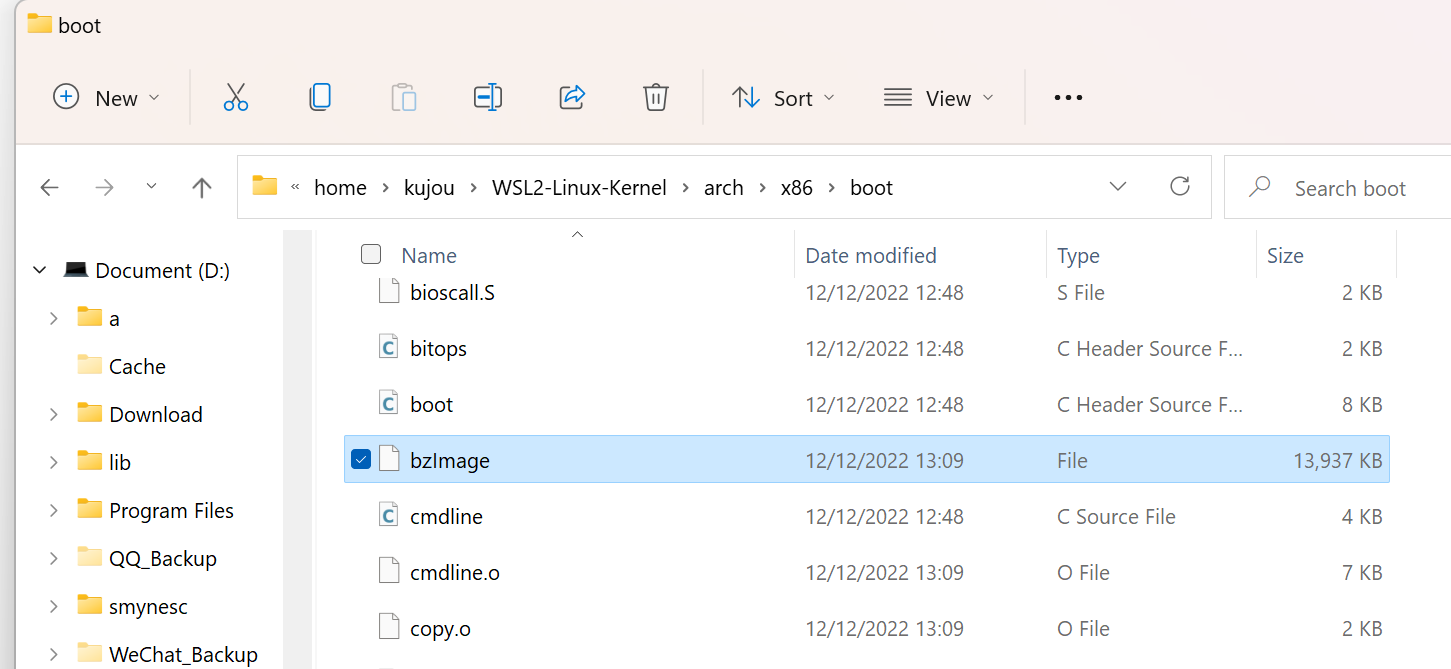 boot
New
Sort
View
« home > kujou > WSL2-Linux-Kernel > arch > x86 > boot
Search boot
Document (D:)
a
Cache
Download
lib
Program Files
QQ_Backup
smynesc
WeChat_Backup
Name Date modified Type Size
bioscall.S 12/12/2022 12:48 S File 2 KB
bitops 12/12/2022 12:48 C Header Source F... 2 KB
boot 12/12/2022 12:48 C Header Source F... 8 KB
bzImage 12/12/2022 13:09 File 13,937 KB
cmdline 12/12/2022 12:48 C Source File 4 KB
cmdline.o 12/12/2022 13:09 O File 7 KB
copy.o 12/12/2022 13:09 O File 2 KB